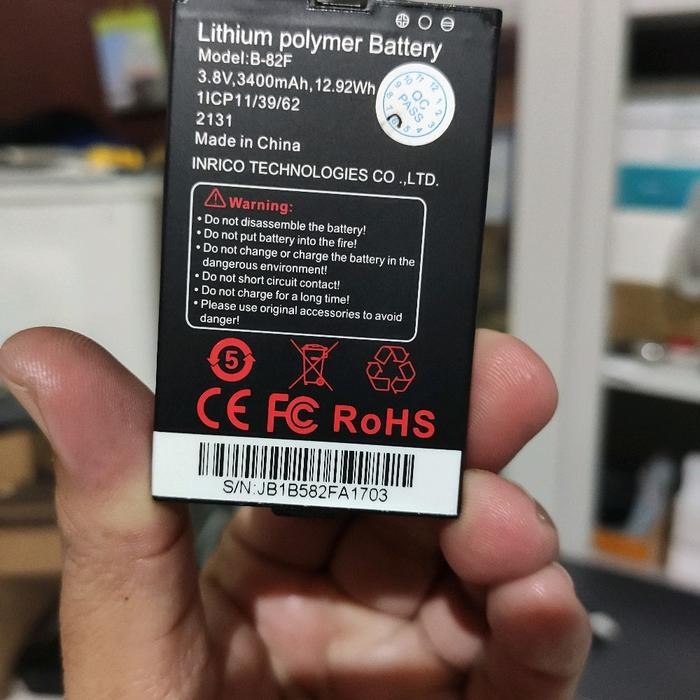 Lithium polymer Battery
Model:B-82F
3.8V,3400mAh,12.92Wh
1ICP11/39/62
2131
Made in China
INRICO TECHNOLOGIES CO .,LTD.
QC
PASS
Warning:
• Do not disassemble the battery!
• Do not put battery into the fire!
• Do not change or charge the battery in the
dangerous environment!
• Do not short circuit contact!
• Do not charge for a long time!
• Please use original accessories to avoid
danger!
5
CE FC RoHS
S/N:JB1B582FA1703